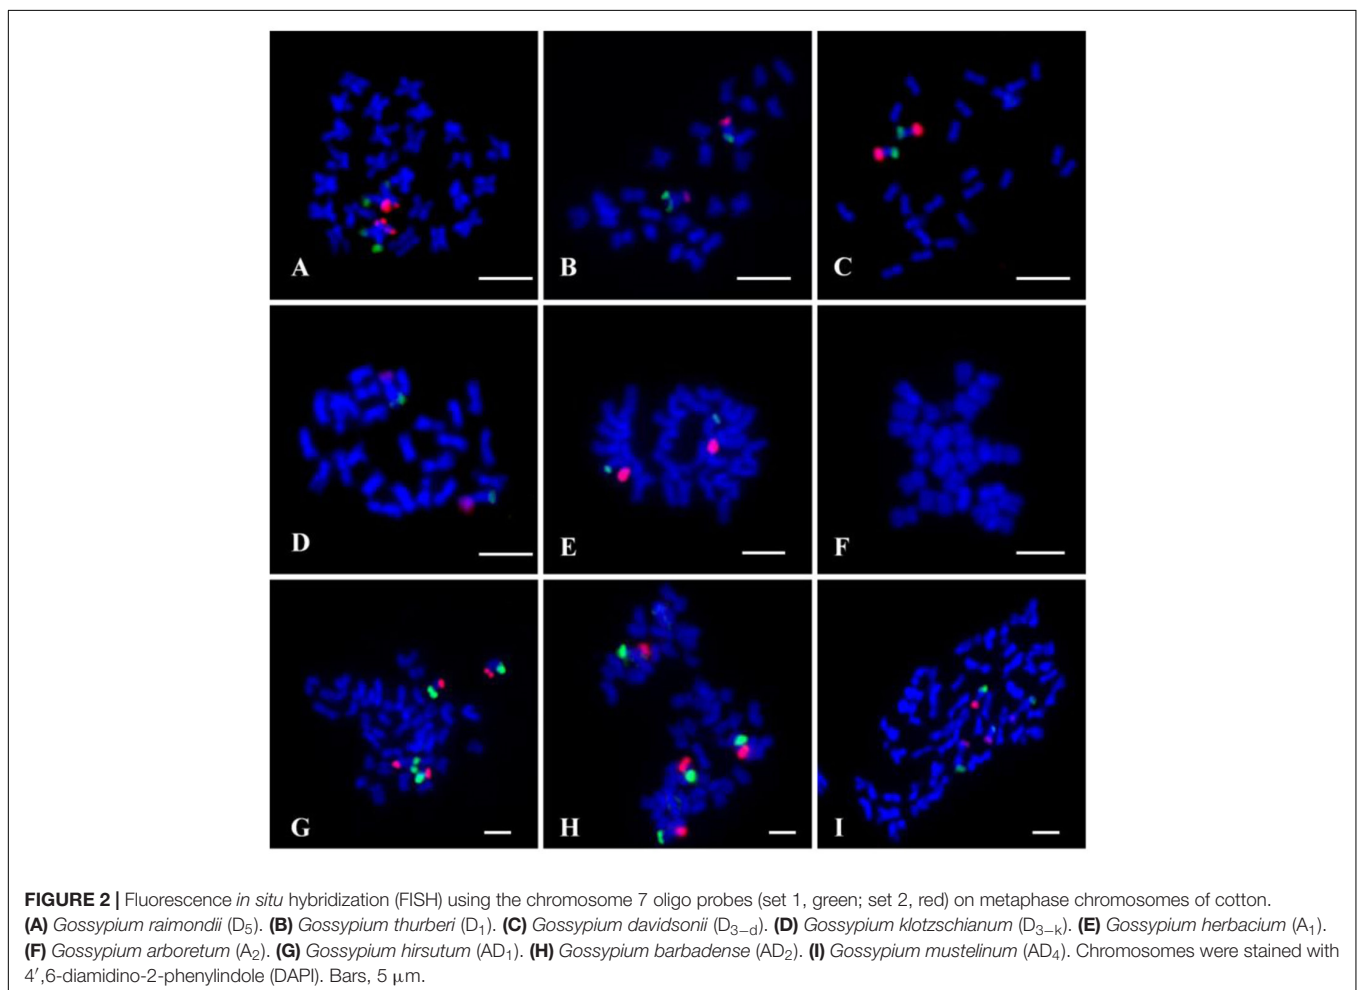 A
B
C
D
E
F
G
H
I
FIGURE 2 | Fluorescence in situ hybridization (FISH) using the chromosome 7 oligo probes (set 1, green; set 2, red) on metaphase chromosomes of cotton.
(A) Gossypium raimondii (D5). (B) Gossypium thurberi (D1). (C) Gossypium davidsonii (D3–d). (D) Gossypium klotzschianum (D3–k). (E) Gossypium herbacium (A1).
(F) Gossypium arboretum (A2). (G) Gossypium hirsutum (AD1). (H) Gossypium barbadense (AD2). (I) Gossypium mustelinum (AD4). Chromosomes were stained with
4′,6-diamidino-2-phenylindole (DAPI). Bars, 5 μm.